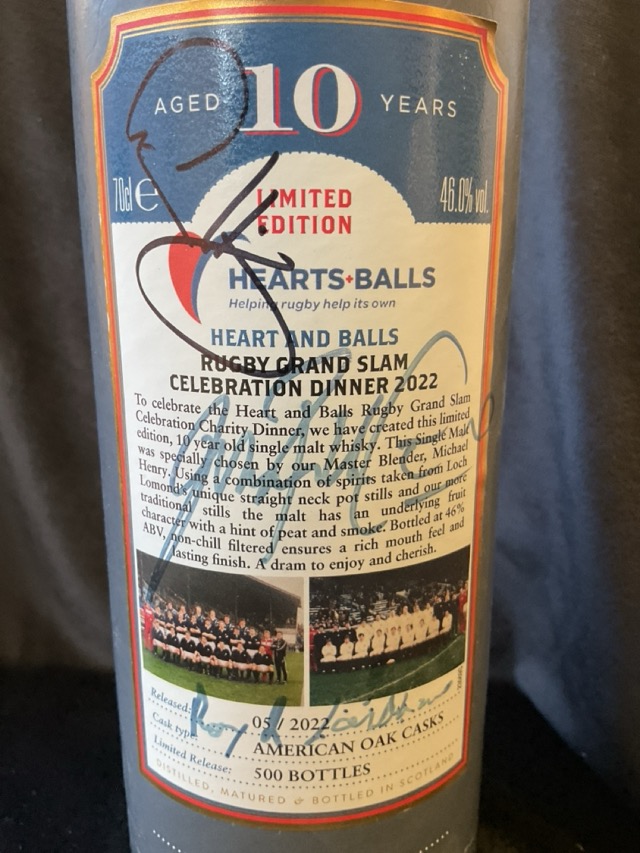 AGED 10 YEARS
70cl e
46.0% vol.
LIMITED
EDITION
HEARTS+BALLS
Helping rugby help its own
HEART AND BALLS
RUGBY GRAND SLAM
CELEBRATION DINNER 2022
To celebrate the Heart and Balls Rugby Grand Slam
Celebration Charity Dinner, we have created this limited
edition, 10 year old single malt whisky. This Single Malt
was specially chosen by our Master Blender, Michael
Henry. Using a combination of spirits taken from Loch
Lomond's unique straight neck pot stills and our more
traditional stills the malt has an underlying fruit
character with a hint of peat and smoke. Bottled at 46%
ABV, non-chill filtered ensures a rich mouth feel and
lasting finish. A dram to enjoy and cherish.
Released: 05 / 2022
Cask type: AMERICAN OAK CASKS
Limited Release: 500 BOTTLES
DISTILLED, MATURED & BOTTLED IN SCOTLAND